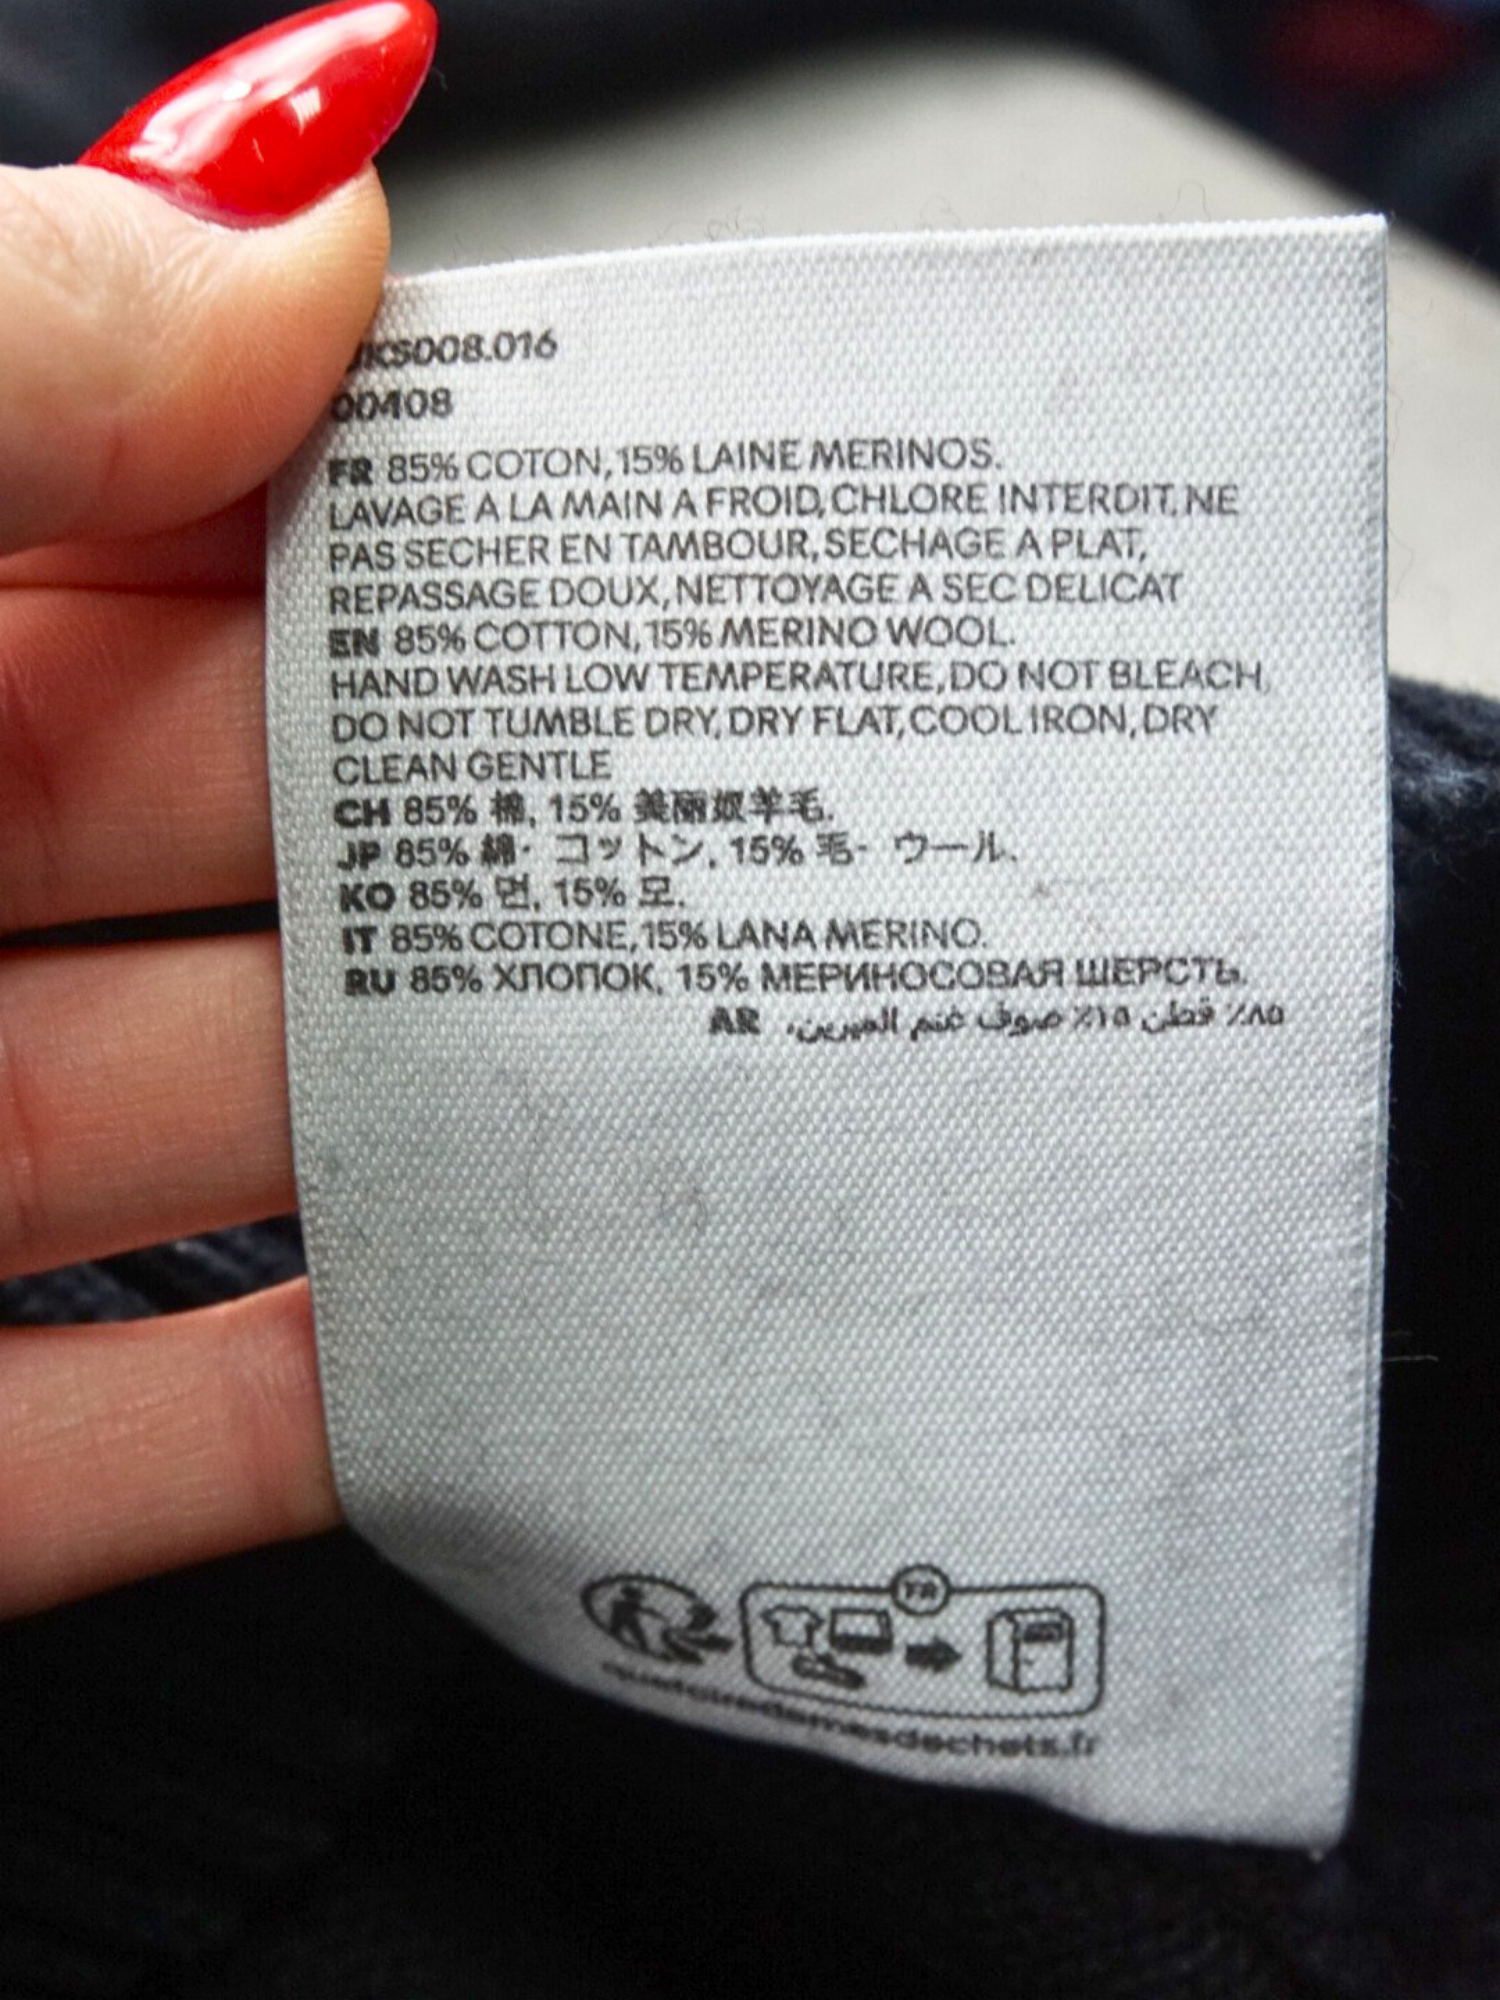 KS008.016
00408
FR 85% COTON, 15% LAINE MERINOS.
LAVAGE A LA MAIN A FROID, CHLORE INTERDIT, NE
PAS SECHER EN TAMBOUR, SECHAGE A PLAT,
REPASSAGE DOUX, NETTOYAGE A SEC DELICAT
EN 85% COTTON, 15% MERINO WOOL.
HAND WASH LOW TEMPERATURE, DO NOT BLEACH,
DO NOT TUMBLE DRY, DRY FLAT, COOL IRON, DRY
CLEAN GENTLE
CH 85% 棉, 15% 美丽奴羊毛.
JP 85% 綿- コットン, 15% 毛- ウール.
KO 85% 면, 15% 모.
IT 85% COTONE, 15% LANA MERINO.
RU 85% ХЛОПОК, 15% МЕРИНОСОВАЯ ШЕРСТЬ.
٨٥٪ قطن ١٥٪ صوف غنم الميرين، AR
FR
quefairedemesdechets.fr